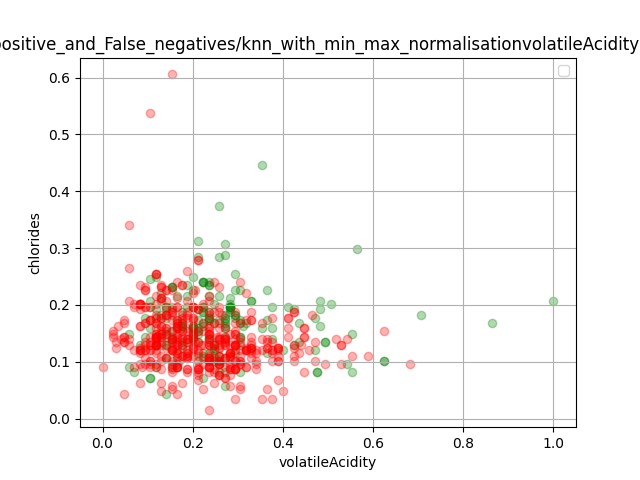 positive_and_False_negatives/knn_with_min_max_normalisationvolatileAcidity
0.6
0.5
0.4
0.3
0.2
0.1
0.0
chlorides
0.0 0.2 0.4 0.6 0.8 1.0
volatileAcidity